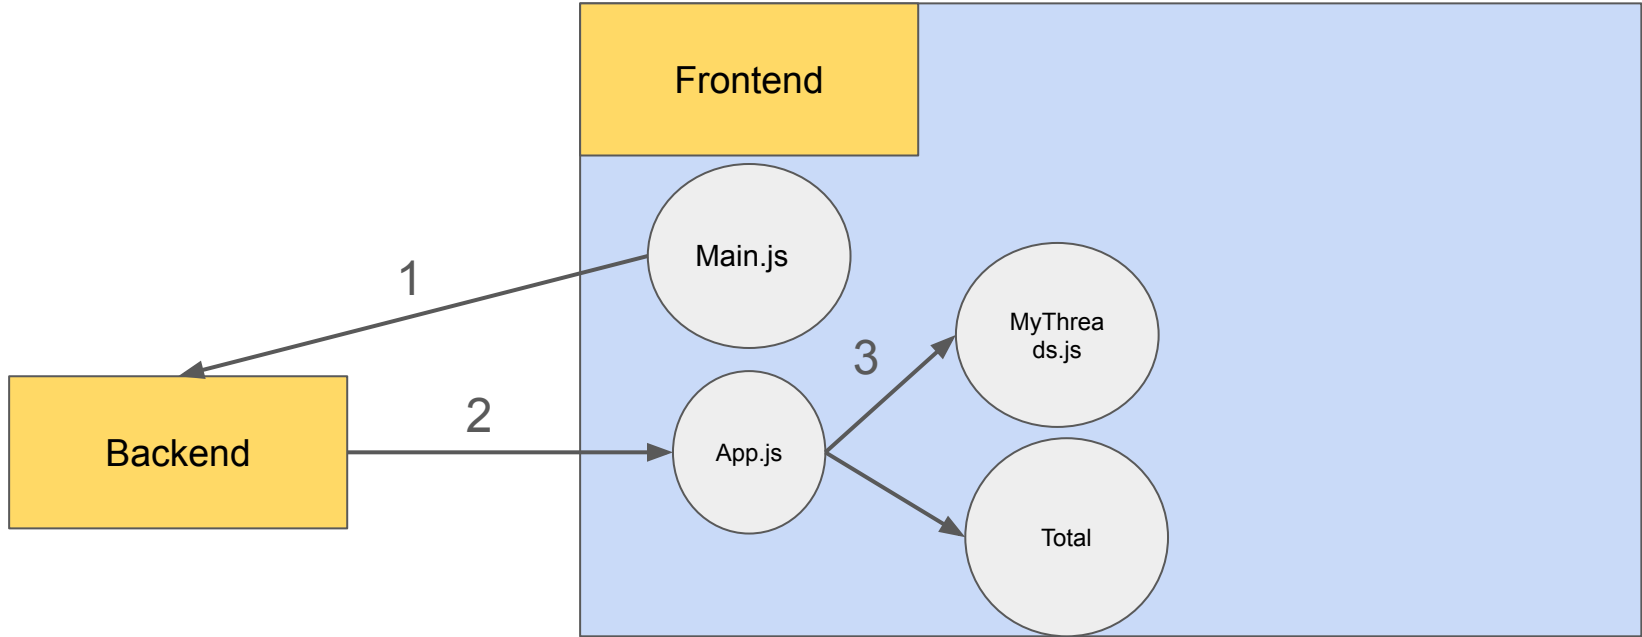 Frontend
Main.js
1
MyThrea
ds.js
3
2
Backend
App.js
Total